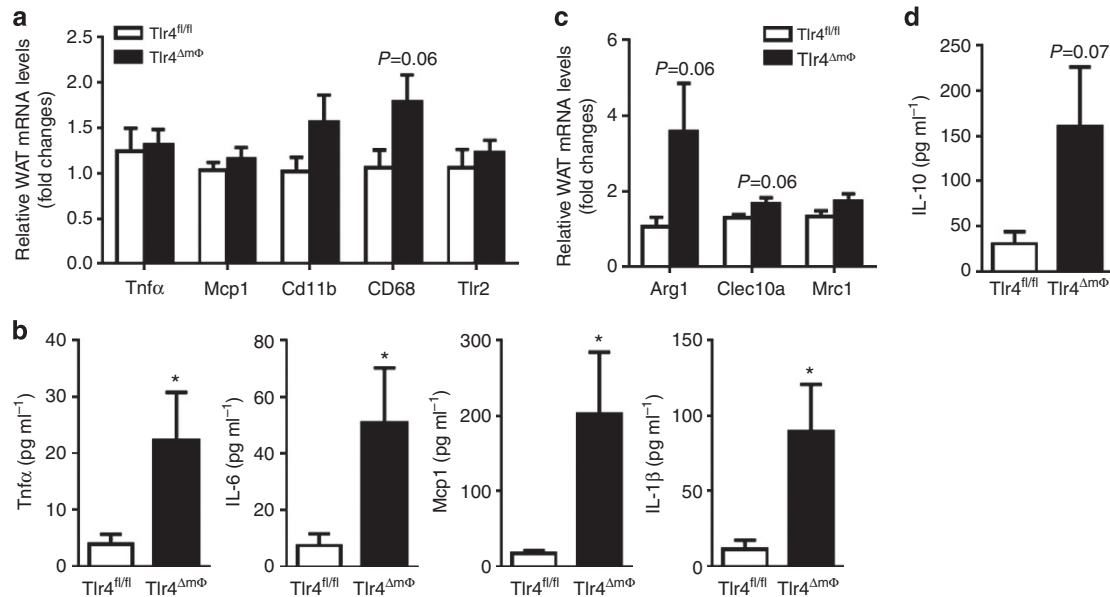 a
Tlr4fl/fl
Tlr4ΔmΦ
Relative WAT mRNA levels
(fold changes)
2.5
2.0
1.5
1.0
0.5
0.0
P=0.06
Tnfα Mcp1 Cd11b CD68 Tlr2
c
Tlr4fl/fl
Tlr4ΔmΦ
Relative WAT mRNA levels
(fold changes)
6
4
2
0
P=0.06
P=0.06
Arg1 Clec10a Mrc1
d
IL-10 (pg ml−1)
250
200
150
100
50
0
P=0.07
Tlr4fl/fl Tlr4ΔmΦ
b
Tnfα (pg ml−1)
40
30
20
10
0
*
Tlr4fl/fl Tlr4ΔmΦ
IL-6 (pg ml−1)
80
60
40
20
0
*
Tlr4fl/fl Tlr4ΔmΦ
Mcp1 (pg ml−1)
300
200
100
0
*
Tlr4fl/fl Tlr4ΔmΦ
IL-1β (pg ml−1)
150
100
50
0
*
Tlr4fl/fl Tlr4ΔmΦ